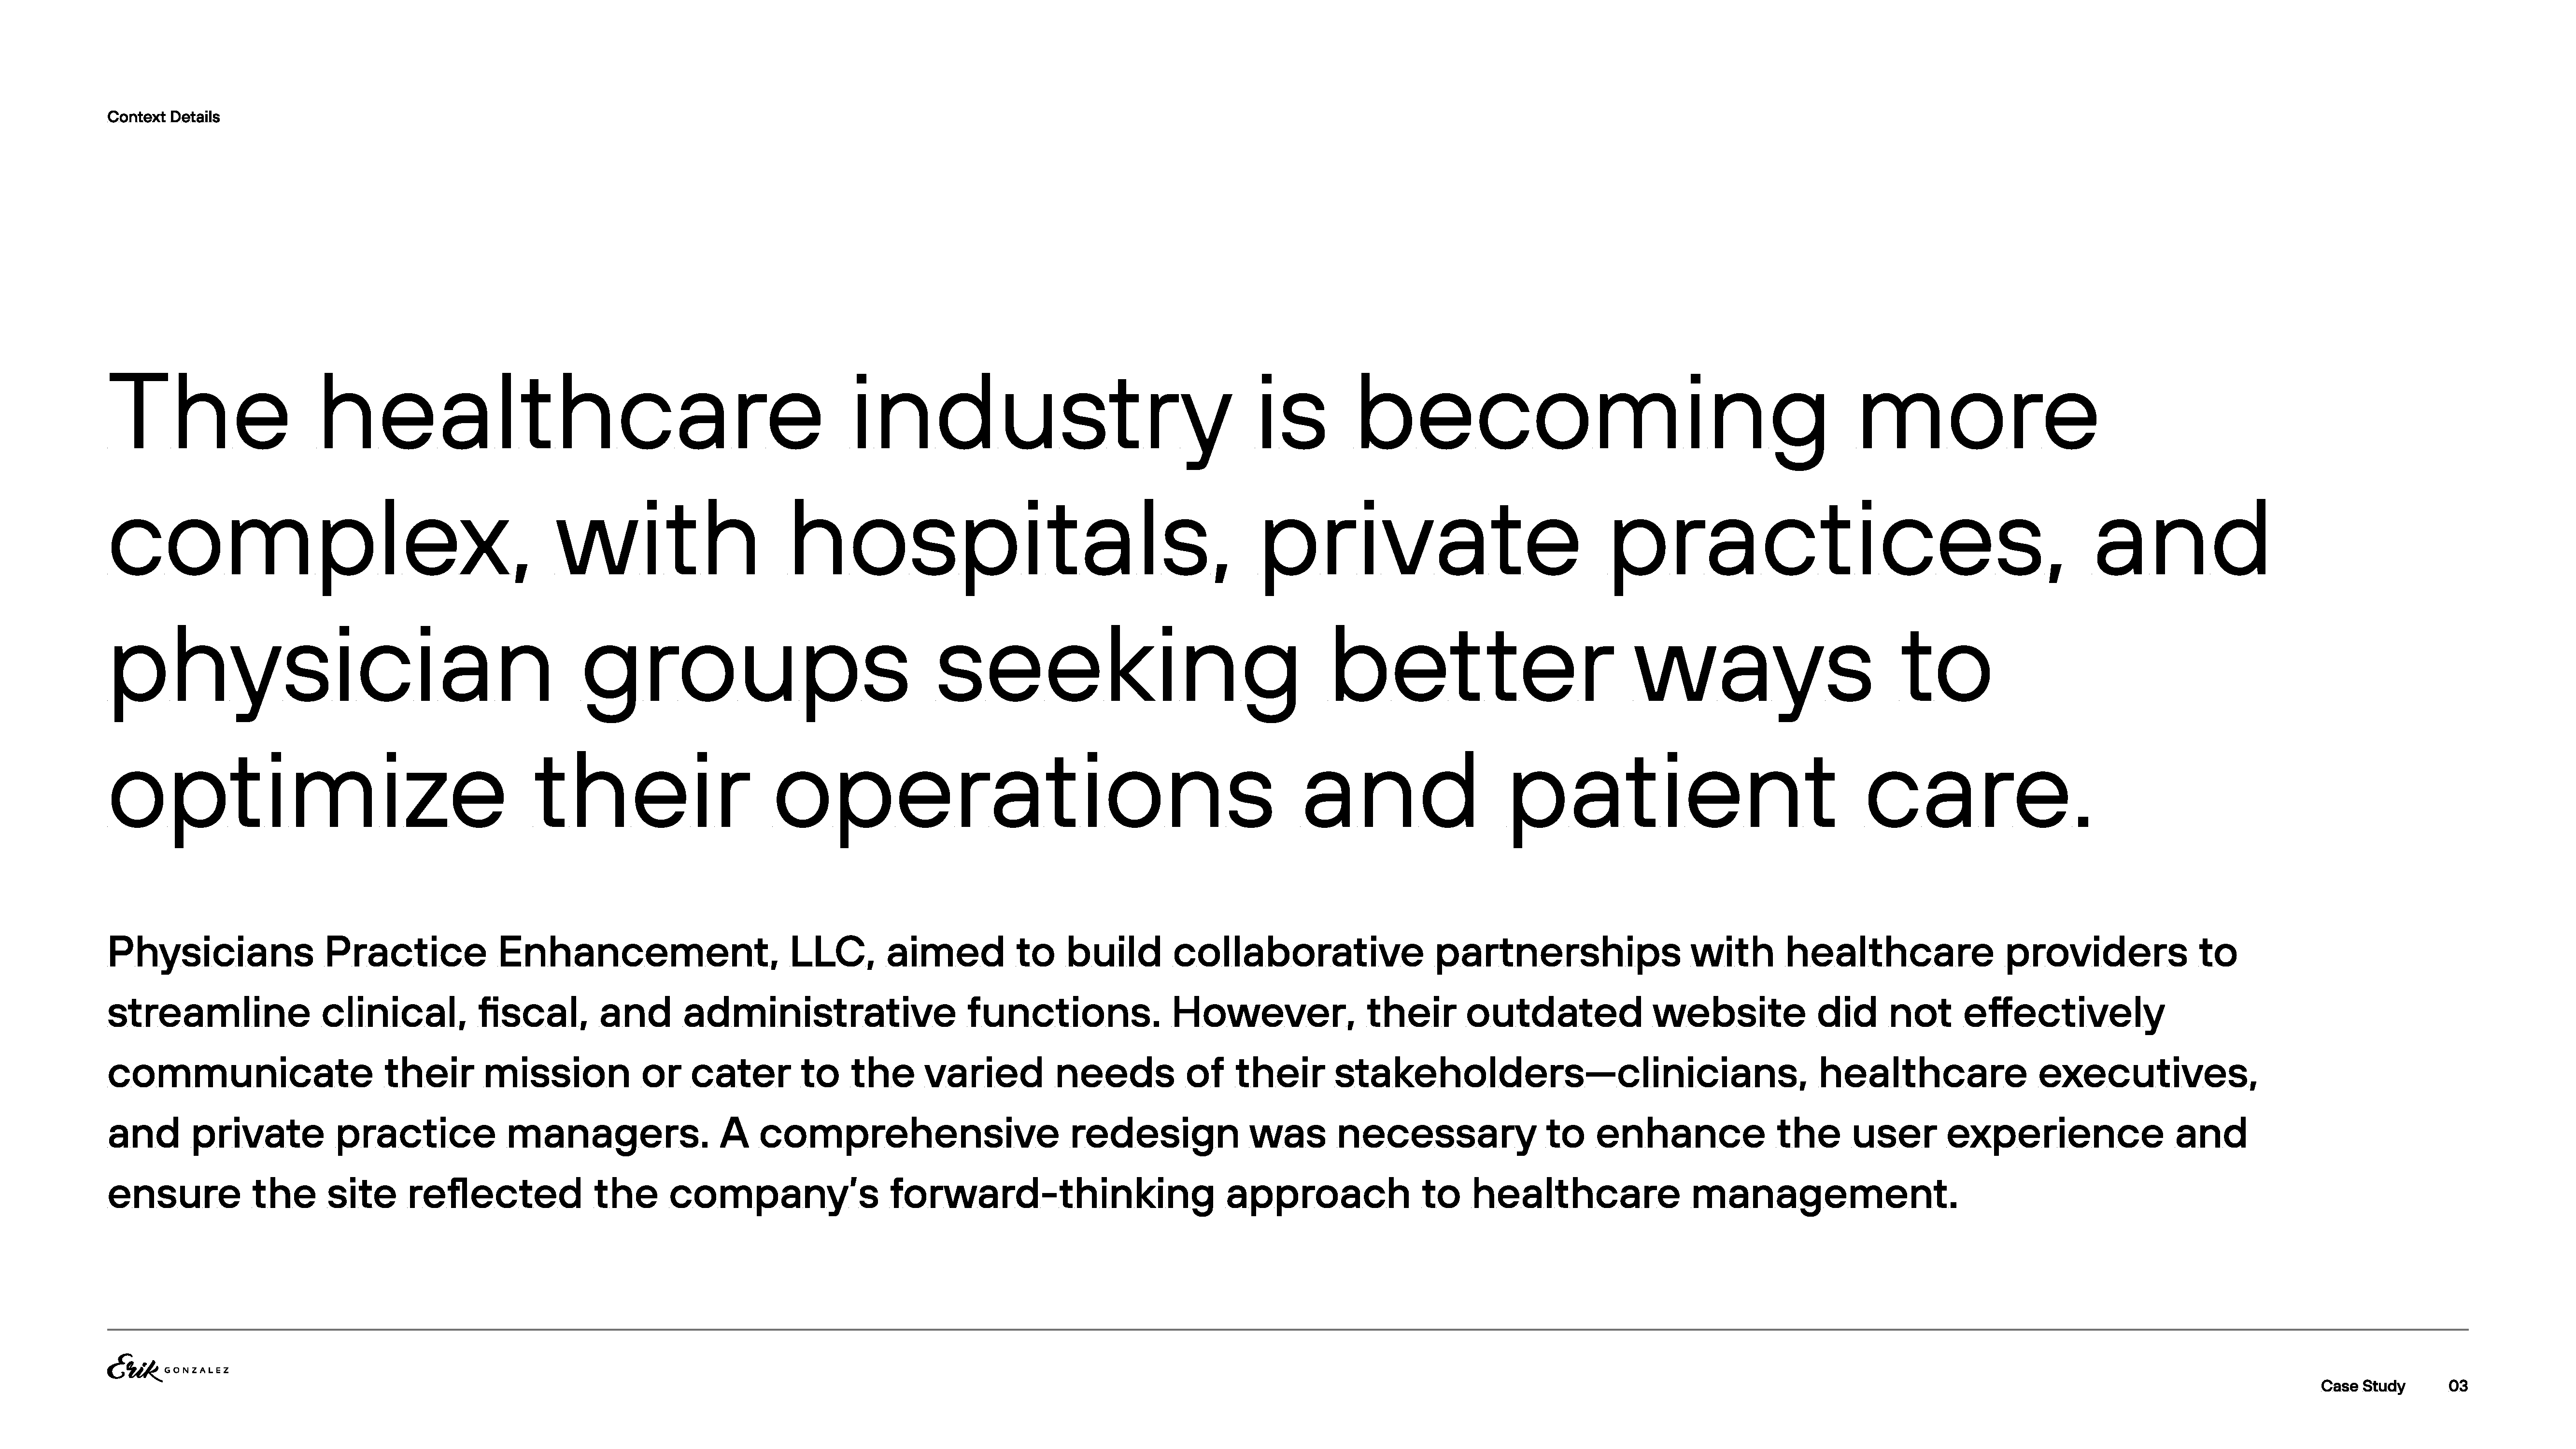 Context Details
The healthcare industry is becoming more
complex, with hospitals, private practices, and
physician groups seeking better ways to
optimize their operations and patient care.
Physicians Practice Enhancement, LLC, aimed to build collaborative partnerships with healthcare providers to
streamline clinical, fiscal, and administrative functions. However, their outdated website did not effectively
communicate their mission or cater to the varied needs of their stakeholders—clinicians, healthcare executives,
and private practice managers. A comprehensive redesign was necessary to enhance the user experience and
ensure the site reflected the company’s forward-thinking approach to healthcare management.
Erik GONZALEZ
Case Study 03